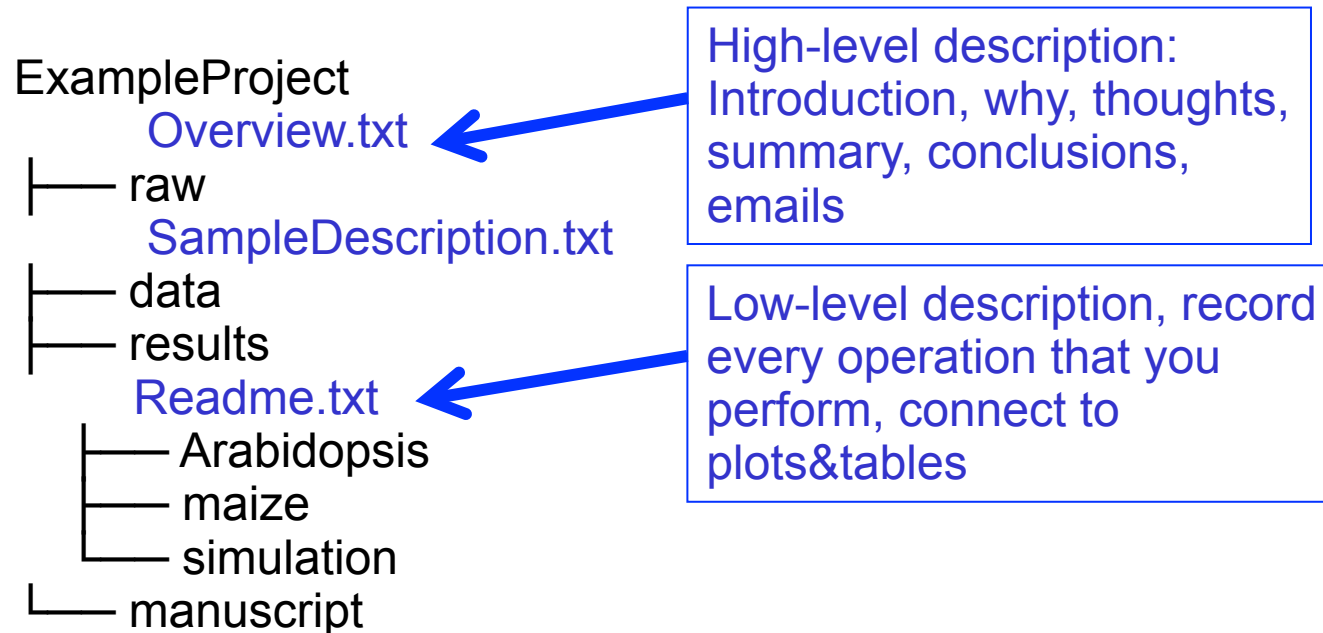 ExampleProject
Overview.txt
├── raw
SampleDescription.txt
├── data
├── results
Readme.txt
├── Arabidopsis
├── maize
└── simulation
└── manuscript
High-level description:
Introduction, why, thoughts,
summary, conclusions,
emails
Low-level description, record
every operation that you
perform, connect to
plots&tables